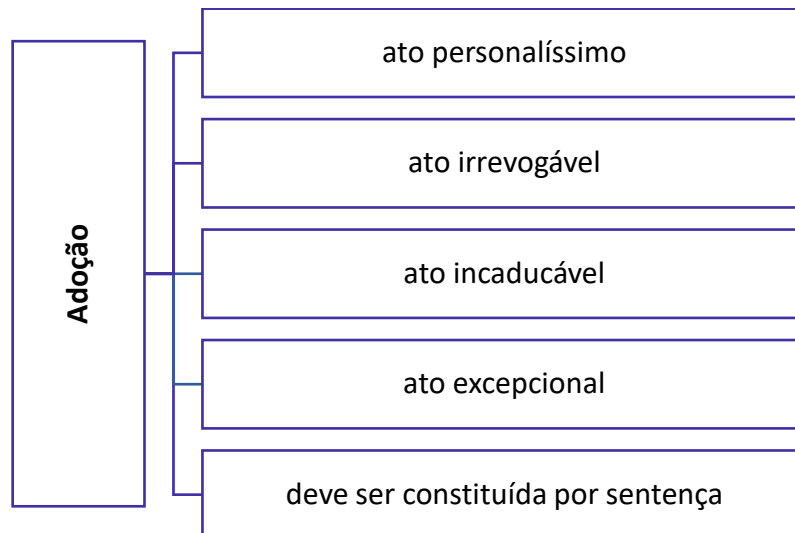 Adoção
ato personalíssimo
ato irrevogável
ato incaducável
ato excepcional
deve ser constituída por sentença